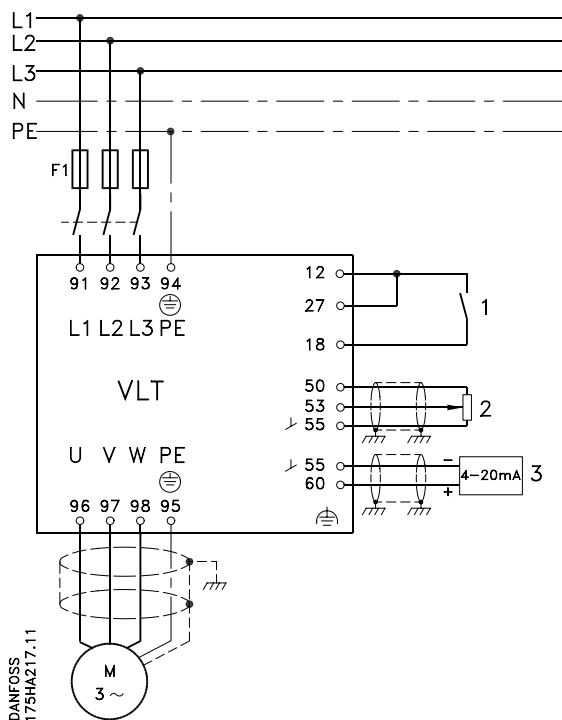 L1
L2
L3
N
PE
F1
91 92 93 94
L1 L2 L3 PE
VLT
U V W PE
96 97 98 95
12
27
18
1
50
53
55
2
55
60
−
+
4−20mA
3
M
3 ~
DANFOSS
175HA217.11